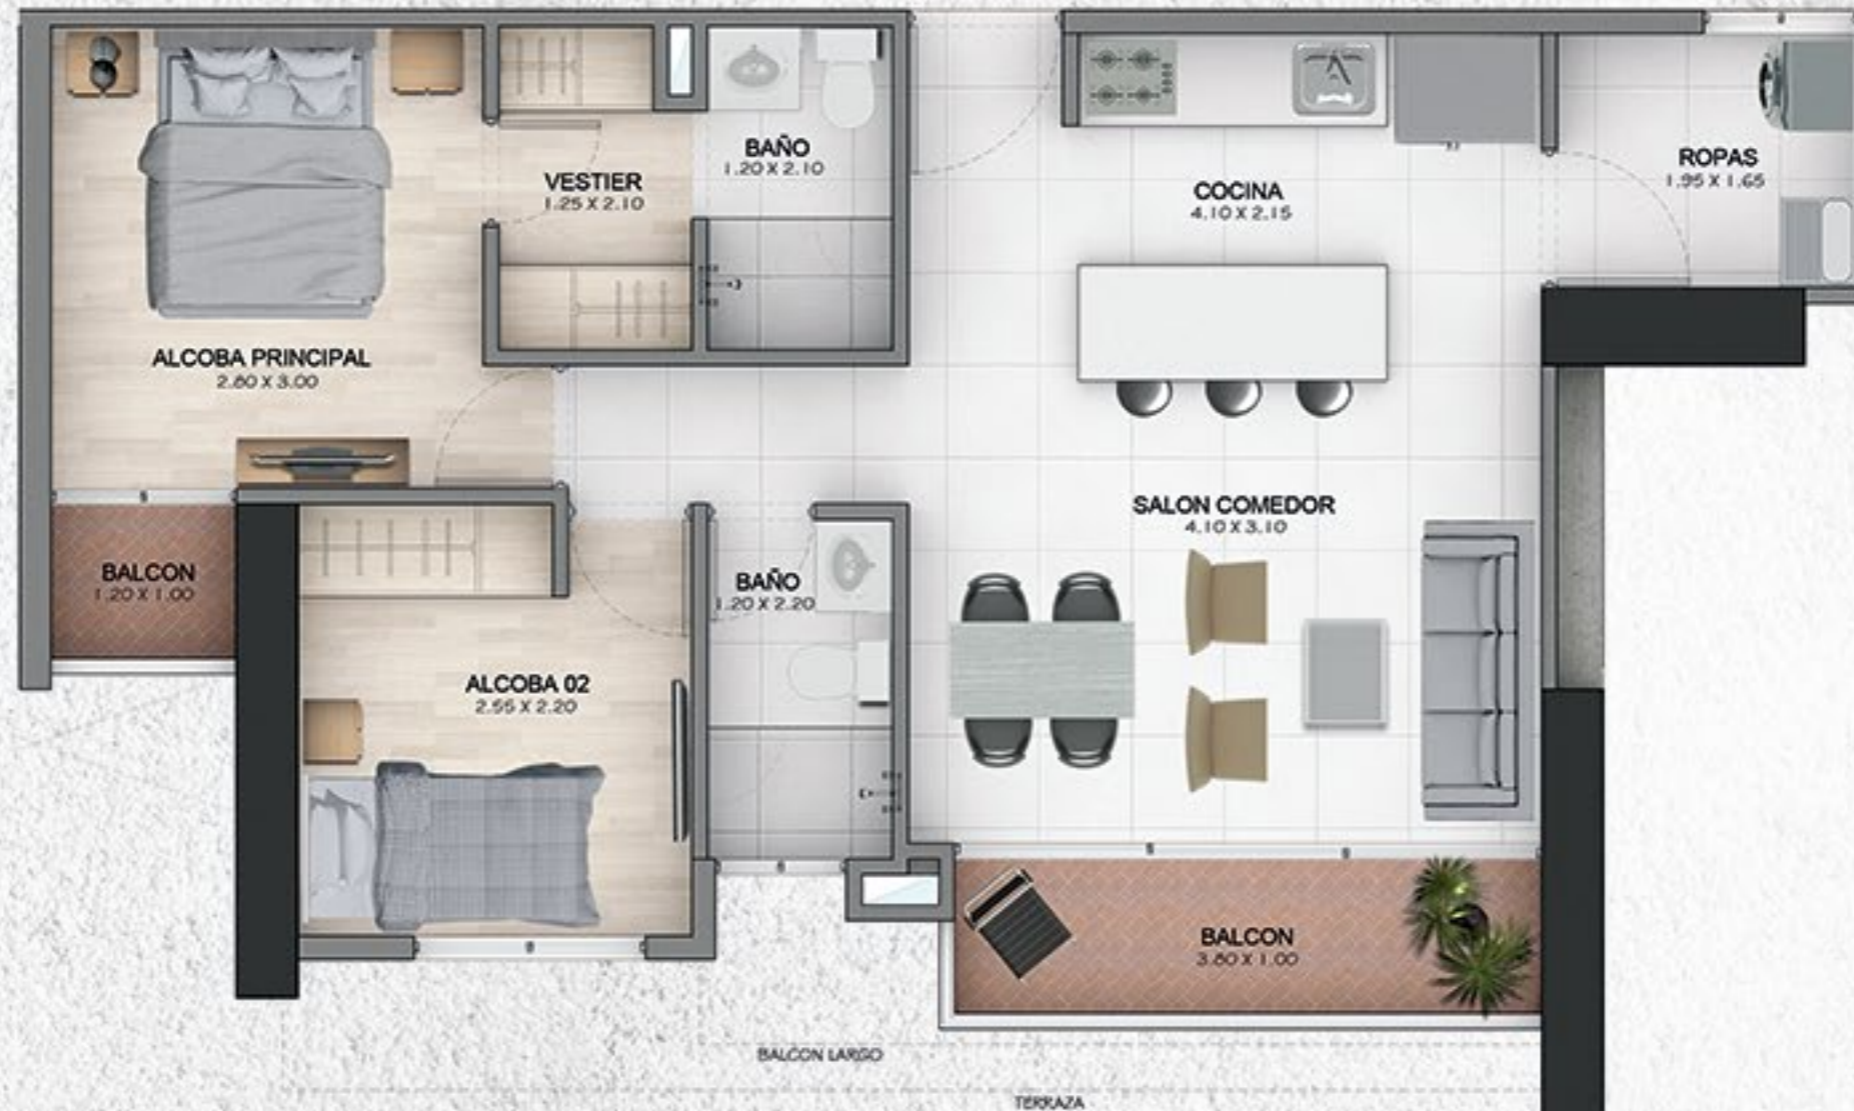 BAÑO
1.20 X 2.10
VESTIER
1.25 X 2.10
COCINA
4.10 X 2.15
ROPAS
1.95 X 1.65
ALCOBA PRINCIPAL
2.80 X 3.00
SALON COMEDOR
4.10 X 3.10
BALCON
1.20 X 1.00
BAÑO
1.20 X 2.20
ALCOBA 02
2.55 X 2.20
BALCON
3.80 X 1.00
BALCON LARGO
TERRAZA